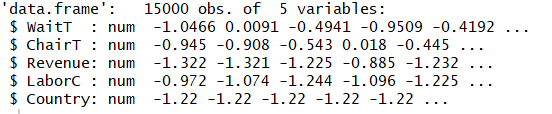 'data.frame':   15000 obs. of  5 variables:
 $ WaitT  : num  -1.0466 0.0091 -0.4941 -0.9509 -0.4192 ...
 $ ChairT : num  -0.945 -0.908 -0.543 0.018 -0.445 ...
 $ Revenue: num  -1.322 -1.321 -1.225 -0.885 -1.232 ...
 $ LaborC : num  -0.972 -1.074 -1.244 -1.096 -1.225 ...
 $ Country: num  -1.22 -1.22 -1.22 -1.22 -1.22 ...